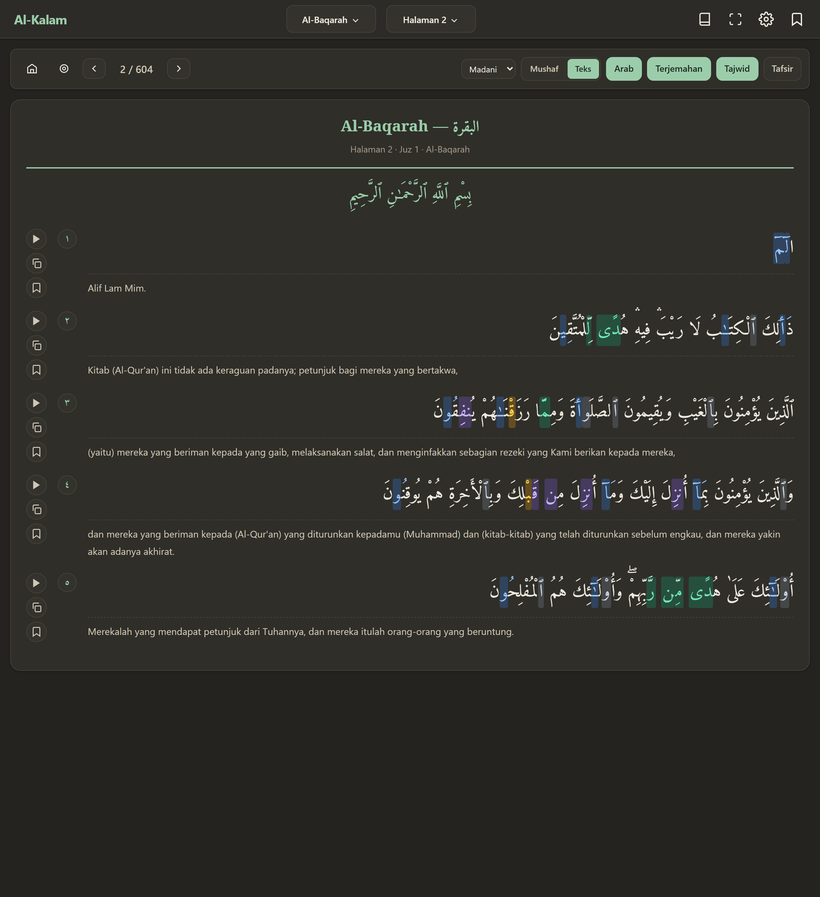 Al-Kalam
Al-Baqarah
Halaman 2
2 / 604
Madani
Mushaf
Teks
Arab
Terjemahan
Tajwid
Tafsir
Al-Baqarah — البقرة
Halaman 2 · Juz 1 · Al-Baqarah
بِسْمِ ٱللَّهِ ٱلرَّحْمَـٰنِ ٱلرَّحِيمِ
١
الٓمٓ
Alif Lam Mim.
٢
ذَٰلِكَ ٱلْكِتَـٰبُ لَا رَيْبَ ۛ فِيهِ ۛ هُدًى لِّلْمُتَّقِينَ
Kitab (Al-Qur'an) ini tidak ada keraguan padanya; petunjuk bagi mereka yang bertakwa,
٣
ٱلَّذِينَ يُؤْمِنُونَ بِٱلْغَيْبِ وَيُقِيمُونَ ٱلصَّلَوٰةَ وَمِمَّا رَزَقْنَـٰهُمْ يُنفِقُونَ
(yaitu) mereka yang beriman kepada yang gaib, melaksanakan salat, dan menginfakkan sebagian rezeki yang Kami berikan kepada mereka,
٤
وَٱلَّذِينَ يُؤْمِنُونَ بِمَآ أُنزِلَ إِلَيْكَ وَمَآ أُنزِلَ مِن قَبْلِكَ وَبِٱلْأَخِرَةِ هُمْ يُوقِنُونَ
dan mereka yang beriman kepada (Al-Qur'an) yang diturunkan kepadamu (Muhammad) dan (kitab-kitab) yang telah diturunkan sebelum engkau, dan mereka yakin
akan adanya akhirat.
٥
أُو۟لَـٰٓئِكَ عَلَىٰ هُدًى مِّن رَّبِّهِمْ ۖ وَأُو۟لَـٰٓئِكَ هُمُ ٱلْمُفْلِحُونَ
Merekalah yang mendapat petunjuk dari Tuhannya, dan mereka itulah orang-orang yang beruntung.